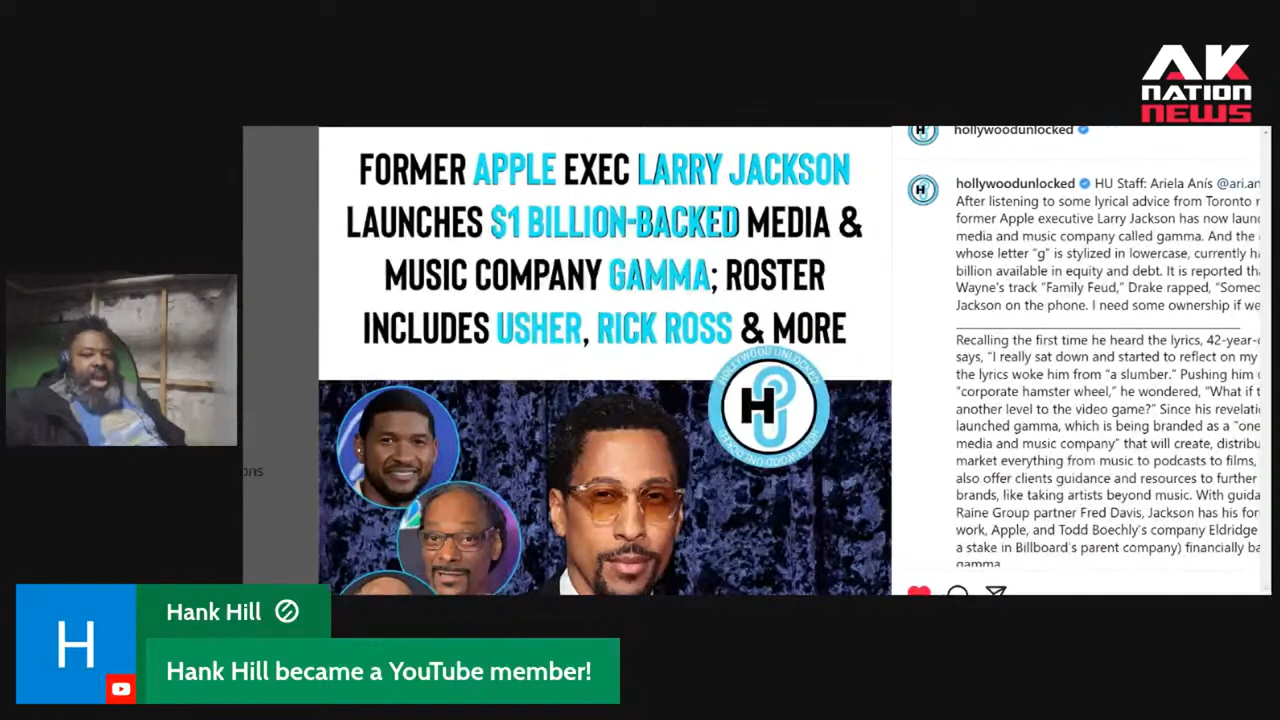 AK
NATION
NEWS
hollywoodunlocked
FORMER APPLE EXEC LARRY JACKSON
LAUNCHES $1 BILLION-BACKED MEDIA &
MUSIC COMPANY GAMMA; ROSTER
INCLUDES USHER, RICK ROSS & MORE
HOLLYWOOD UNLOCKED
H
HOLLYWOOD UNLOCKED
hollywoodunlocked HU Staff: Ariela Anís @ari.an
After listening to some lyrical advice from Toronto
former Apple executive Larry Jackson has now
media and music company called gamma. And the
whose letter "g" is stylized in lowercase, currently
billion available in equity and debt. It is reported
Wayne's track "Family Feud," Drake rapped,
Jackson on the phone. I need some ownership if
Recalling the first time he heard the lyrics,
says, "I really sat down and started to reflect on my
the lyrics woke him from "a slumber." Pushing him
"corporate hamster wheel," he wondered, "What if
another level to the video game?" Since his
launched gamma, which is being branded as a
media and music company" that will create,
market everything from music to podcasts to films,
also offer clients guidance and resources to further
brands, like taking artists beyond music. With
Raine Group partner Fred Davis, Jackson has his
work, Apple, and Todd Boechly's company Eldridge
a stake in Billboard's parent company) financially
gamma
ons
H
Hank Hill
Hank Hill became a YouTube member!